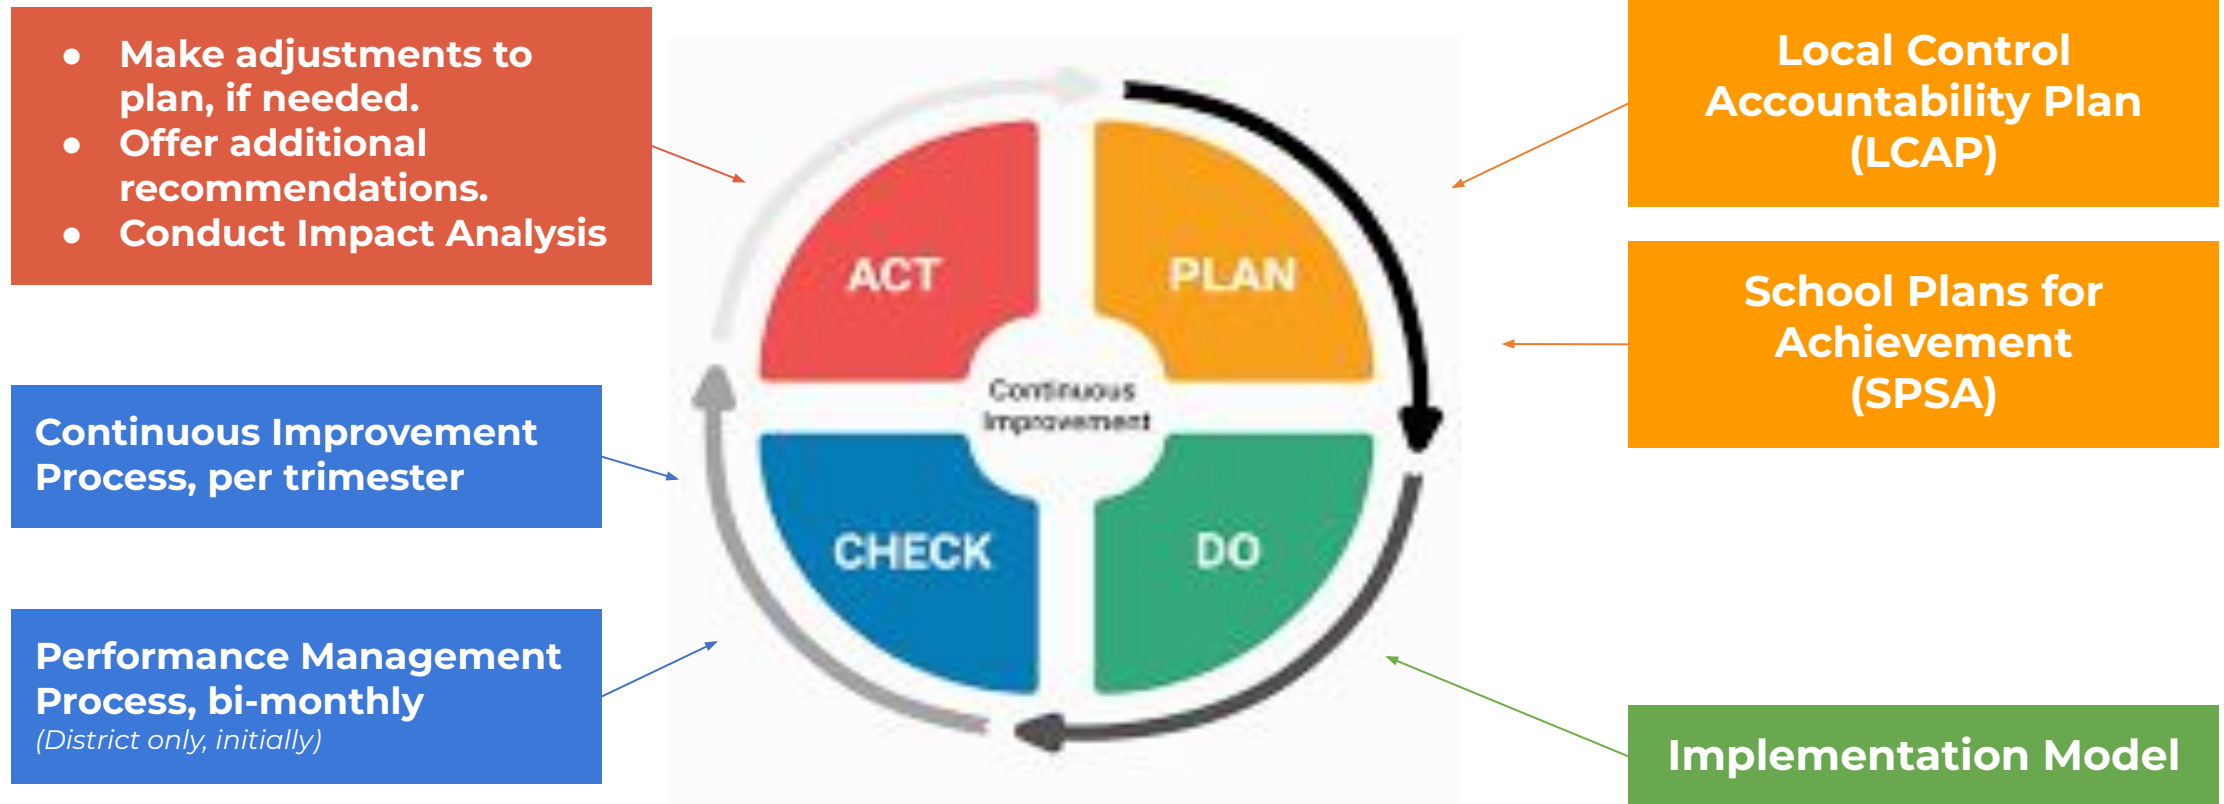 ● Make adjustments to
plan, if needed.
● Offer additional
recommendations.
● Conduct Impact Analysis
Continuous Improvement
Process, per trimester
Performance Management
Process, bi-monthly
(District only, initially)
ACT
PLAN
Continuous
Improvement
CHECK
DO
Local Control
Accountability Plan
(LCAP)
School Plans for
Achievement
(SPSA)
Implementation Model